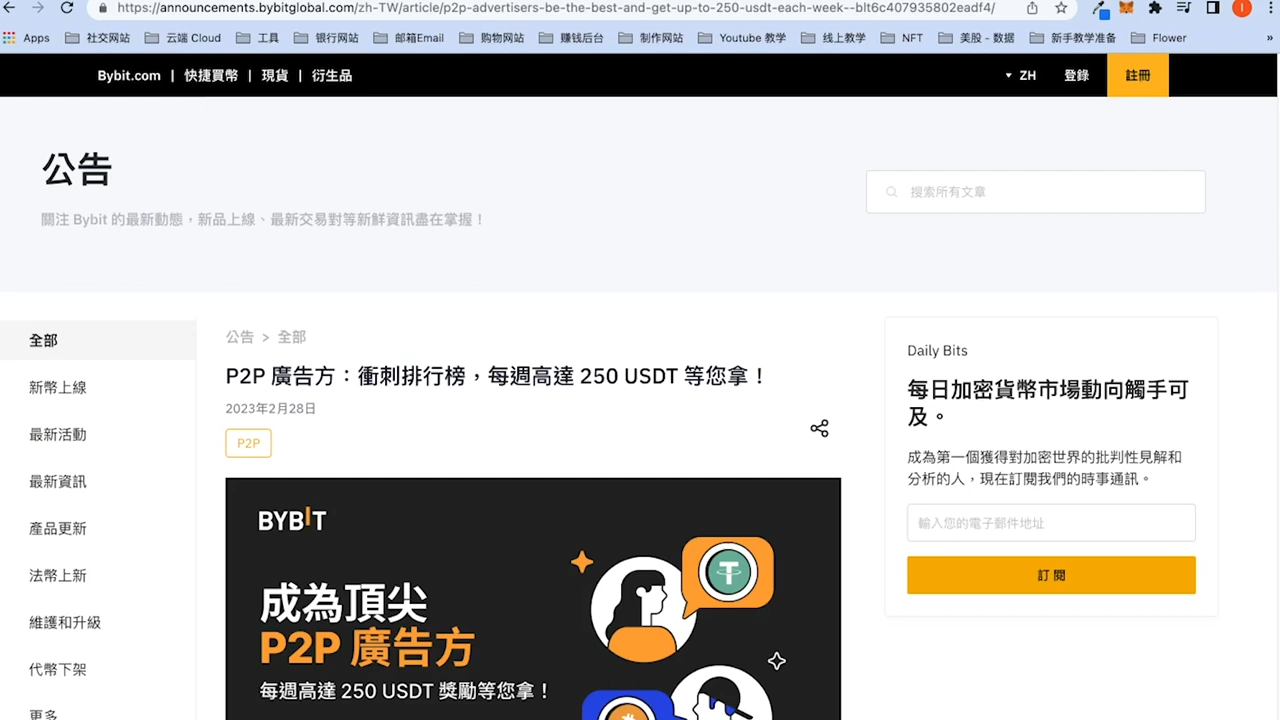 https://announcements.bybitglobal.com/zh-TW/article/p2p-advertisers-be-the-best-and-get-up-to-250-usdt-each-week--blt6c407935802eadf4/
I
Apps 社交网站 云端 Cloud 工具 银行网站 邮箱Email 购物网站 赚钱后台 制作网站 Youtube 教学 线上教学 NFT 美股 - 数据 新手教学准备 Flower »
Bybit.com | 快捷買幣 | 現貨 | 衍生品 ZH 登錄 註冊
公告
搜索所有文章
關注 Bybit 的最新動態,新品上線、最新交易對等新鮮資訊盡在掌握!
全部
新幣上線
最新活動
最新資訊
產品更新
法幣上新
維護和升級
代幣下架
更多
公告 > 全部
P2P 廣告方:衝刺排行榜,每週高達 250 USDT 等您拿!
2023年2月28日
P2P
BYBIT
成為頂尖
P2P 廣告方
每週高達 250 USDT 獎勵等您拿!
Daily Bits
每日加密貨幣市場動向觸手可
及。
成為第一個獲得對加密世界的批判性見解和
分析的人,現在訂閱我們的時事通訊。
輸入您的電子郵件地址
訂閱